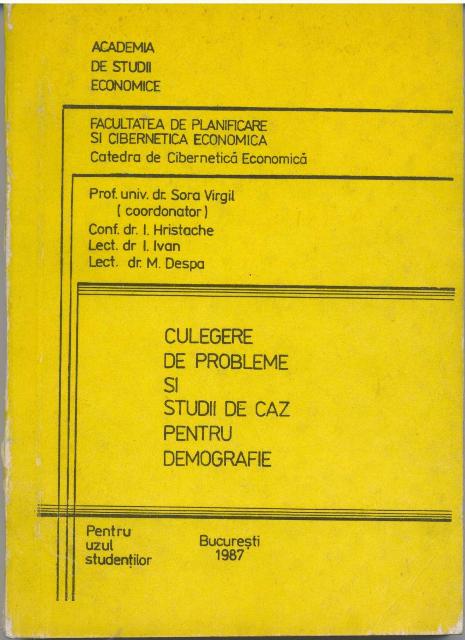 ACADEMIA
DE STUDII
ECONOMICE
FACULTATEA DE PLANIFICARE
SI CIBERNETICA ECONOMICA
Catedra de Cibernetică Economică
Prof. univ. dr. Sora Virgil
( coordonator )
Conf. dr. I. Hristache
Lect. dr I. Ivan
Lect. dr. M. Despa
CULEGERE
DE PROBLEME
SI
STUDII DE CAZ
PENTRU
DEMOGRAFIE
Pentru
uzul
studenților
București
1987